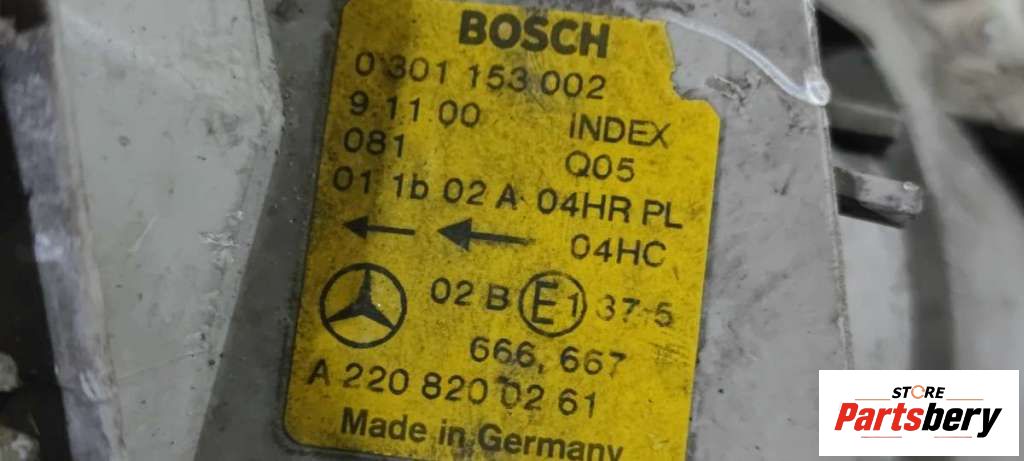 BOSCH
0 301 153 002
9 11 00 INDEX
081 Q05
01 1b 02 A 04HR PL
04HC
02 B E1 37 5
666, 667
A 220 820 02 61
Made in Germany
STORE
Partsbery